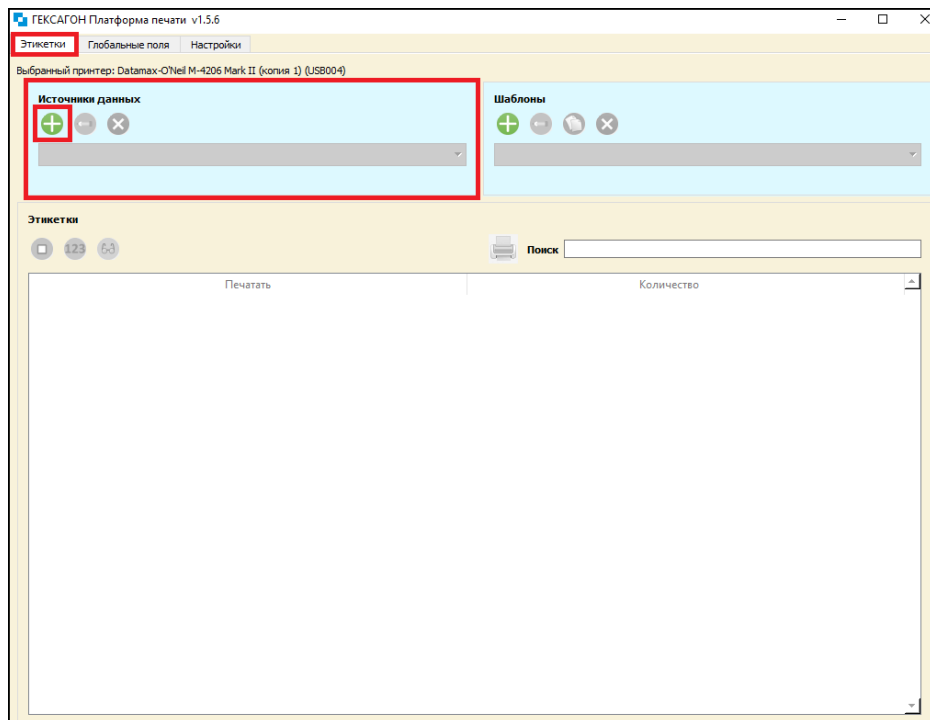 ГЕКСАГОН Платформа печати v1.5.6
Этикетки Глобальные поля Настройки
Выбранный принтер: Datamax-O'Neil M-4206 Mark II (копия 1) (USB004)
Источники данных
Шаблоны
Этикетки
123
Поиск
Печатать Количество